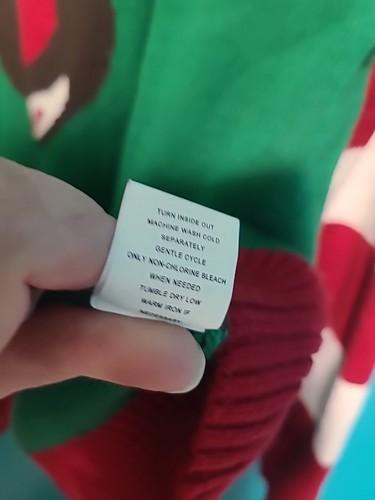 TURN INSIDE OUT
MACHINE WASH COLD
SEPARATELY
GENTLE CYCLE
ONLY NON-CHLORINE BLEACH
WHEN NEEDED
TUMBLE DRY LOW
WARM IRON IF
NECESSARY